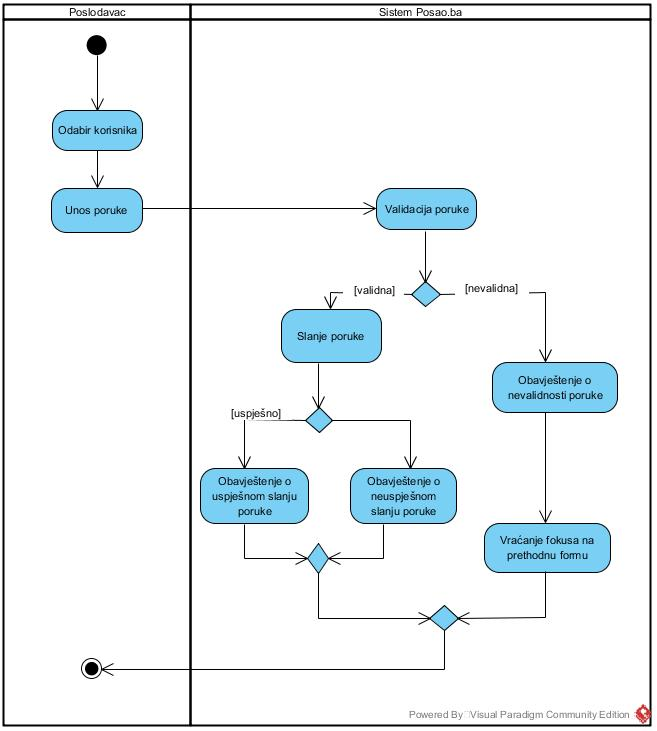 Poslodavac
Sistem Posao.ba
Odabir korisnika
Unos poruke
Validacija poruke
[validna]
[nevalidna]
Slanje poruke
Obavještenje o
nevalidnosti poruke
[uspješno]
Obavještenje o
uspješnom slanju
poruke
Obavještenje o
neuspješnom
slanju poruke
Vraćanje fokusa na
prethodnu formu
Powered By Visual Paradigm Community Edition